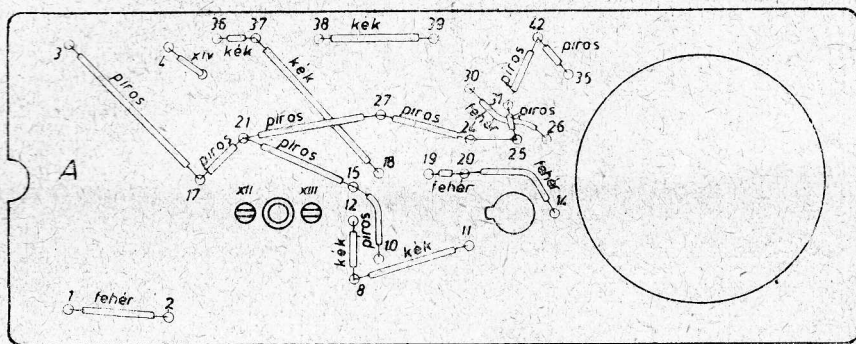 36 37 38 39
kék kék
42
3
4 xiv
piros
piros piros
35
30
31 piros
fehér
kék
27
piros
21 piros
26
25
A
piros
piros
17
18
19 20
fehér fehér
15
14
XII XIII
12
kék piros
10
11
kék
8
1 fehér 2